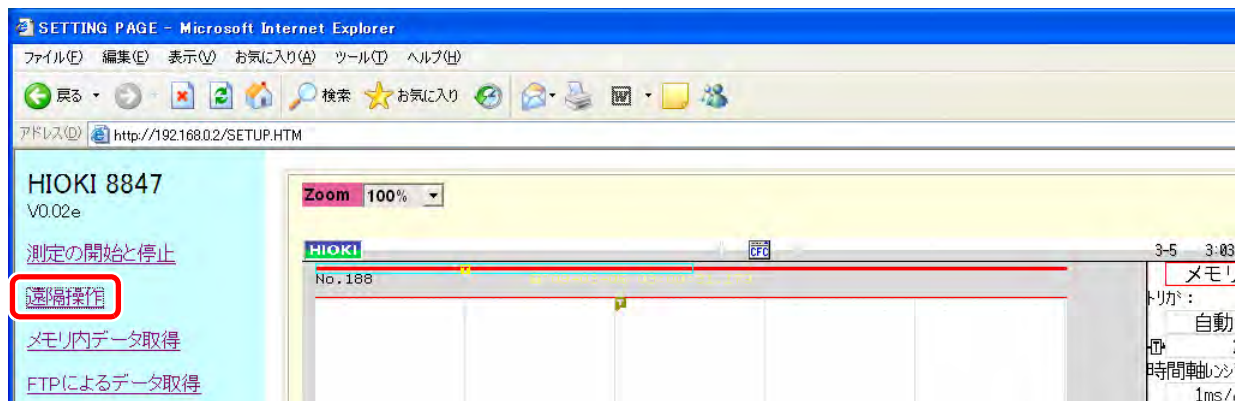 SETTING PAGE - Microsoft Internet Explorer
ファイル(F) 編集(E) 表示(V) お気に入り(A) ツール(T) ヘルプ(H)
戻る 検索 お気に入り
アドレス(D) http://192.168.0.2/SETUP.HTM
HIOKI 8847
V0.02e
測定の開始と停止
遠隔操作
メモリ内データ取得
FTPによるデータ取得
Zoom 100%
HIOKI CFC 3-5 3:03
No.188
メモリ
トリガ:
自動
時間軸レンジ
1ms/